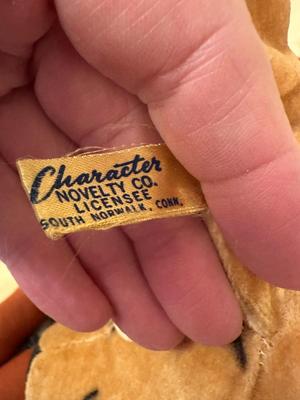 Character
NOVELTY CO.
LICENSEE
SOUTH NORWALK, CONN.